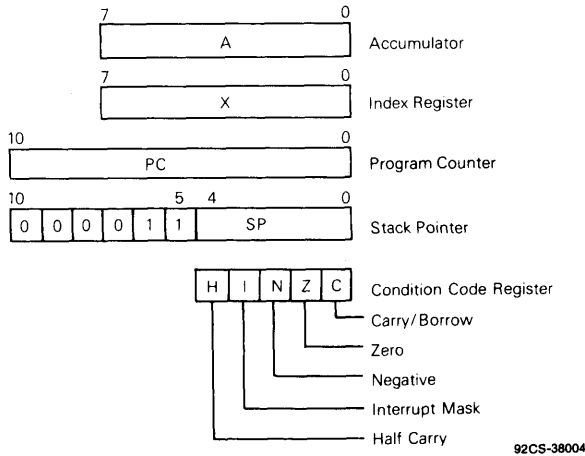 7 0
A Accumulator
7 0
X Index Register
10 0
PC Program Counter
10 5 4 0
0 0 0 0 1 1 SP Stack Pointer
H I N Z C Condition Code Register
Carry/Borrow
Zero
Negative
Interrupt Mask
Half Carry
92CS-38004